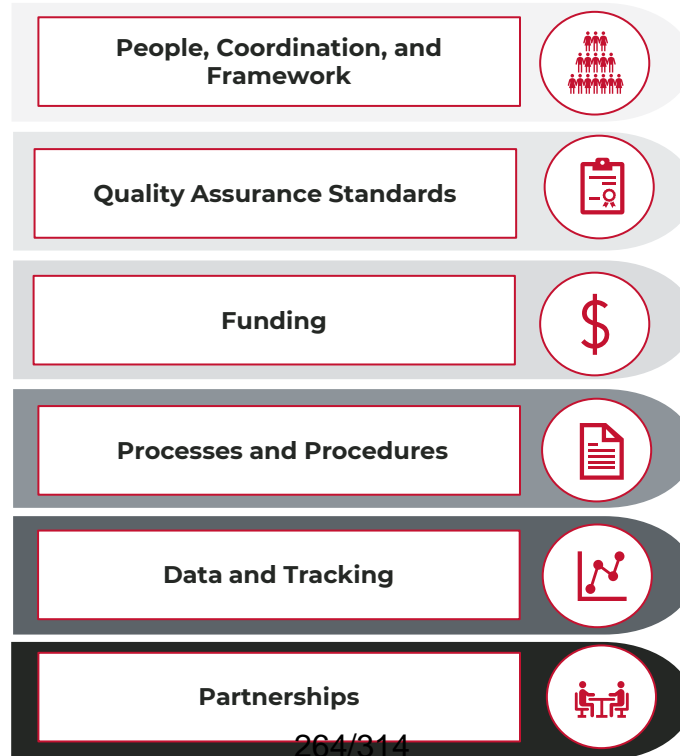 People, Coordination, and
Framework
Quality Assurance Standards
Funding
$
Processes and Procedures
Data and Tracking
Partnerships
264/314